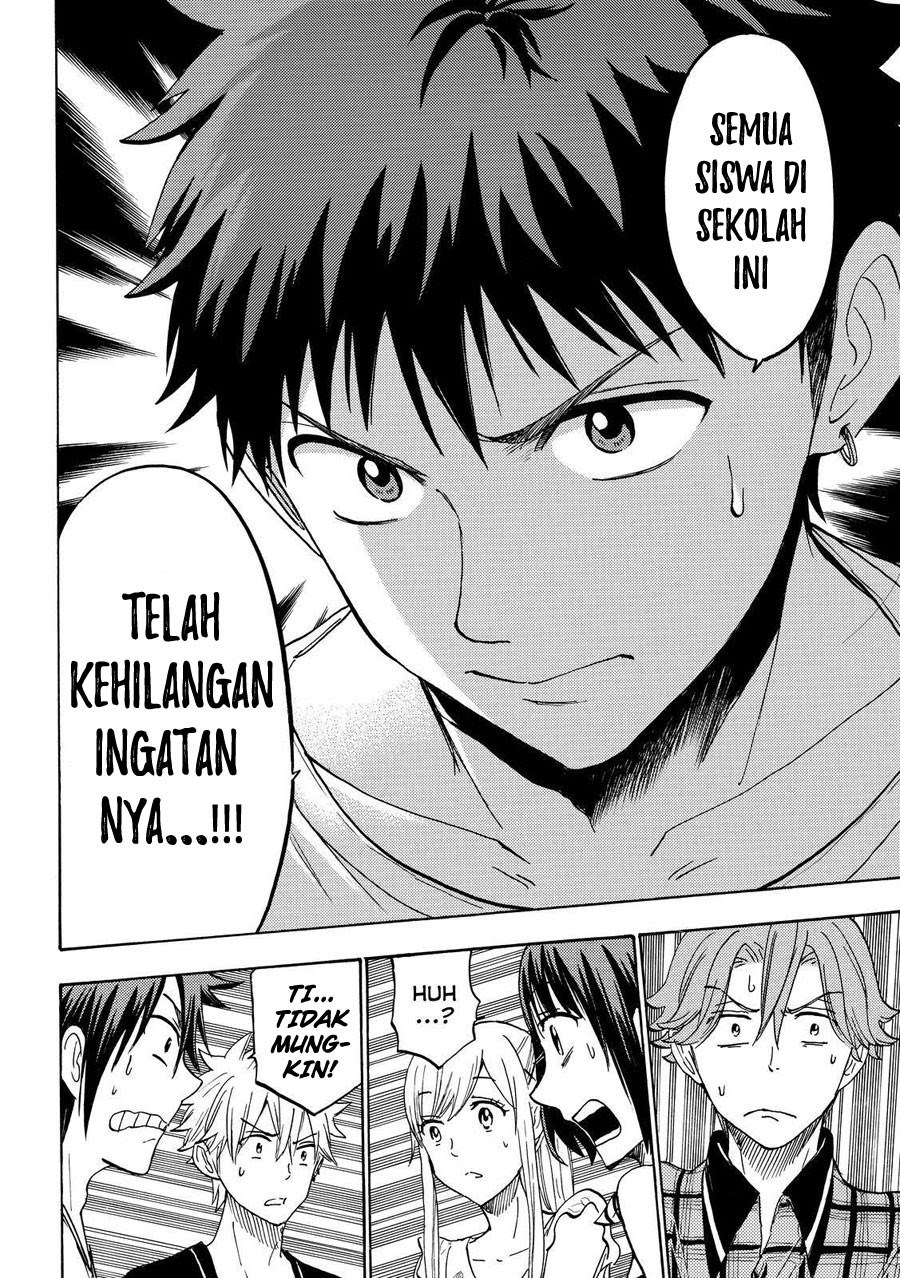 SEMUA
SISWA DI
SEKOLAH
INI
TELAH
KEHILANGAN
INGATAN
NYA...!!!
HUH
...?
TI...
TIDAK
MUNG-
KIN!